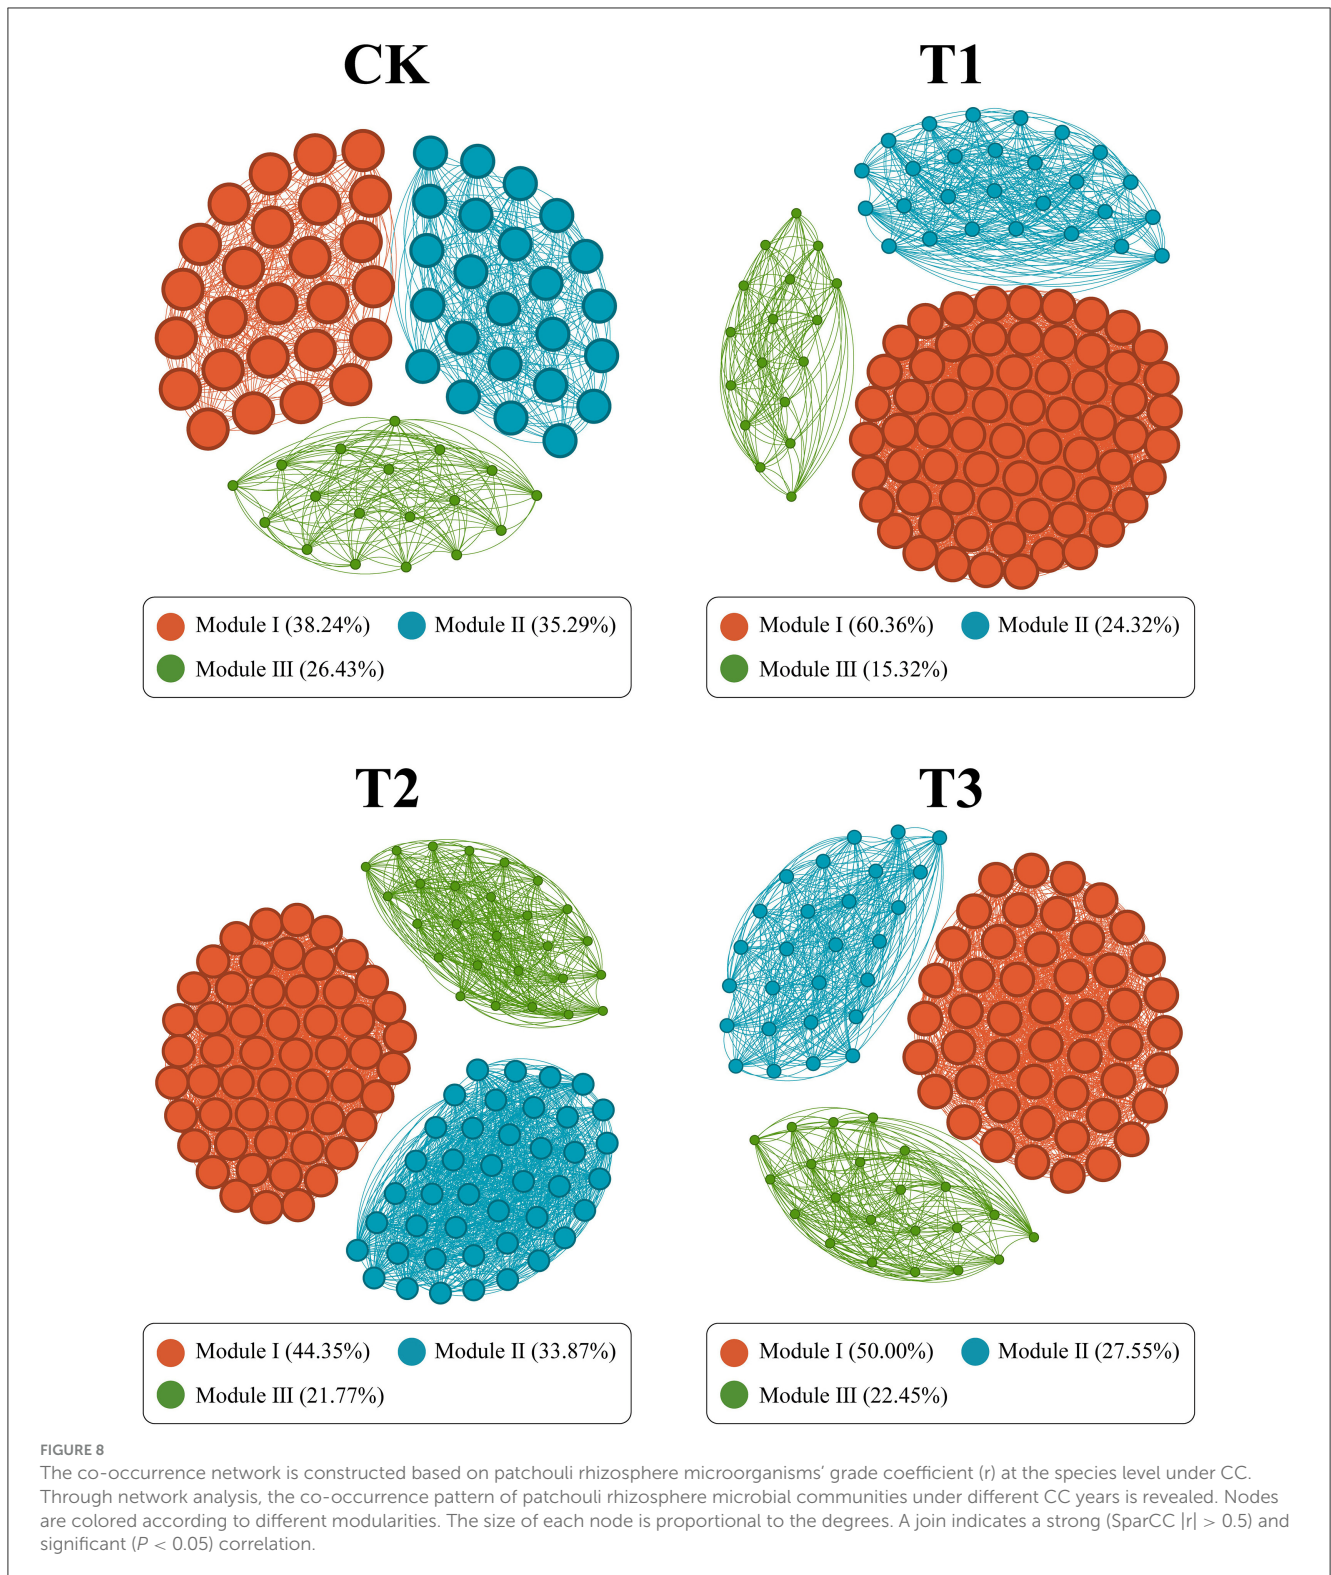 CK
T1
Module I (38.24%)
Module II (35.29%)
Module III (26.43%)
Module I (60.36%)
Module II (24.32%)
Module III (15.32%)
T2
T3
Module I (44.35%)
Module II (33.87%)
Module III (21.77%)
Module I (50.00%)
Module II (27.55%)
Module III (22.45%)
FIGURE 8
The co-occurrence network is constructed based on patchouli rhizosphere microorganisms’ grade coefficient (r) at the species level under CC.
Through network analysis, the co-occurrence pattern of patchouli rhizosphere microbial communities under different CC years is revealed. Nodes
are colored according to different modularities. The size of each node is proportional to the degrees. A join indicates a strong (SparCC |r| > 0.5) and
significant (P < 0.05) correlation.